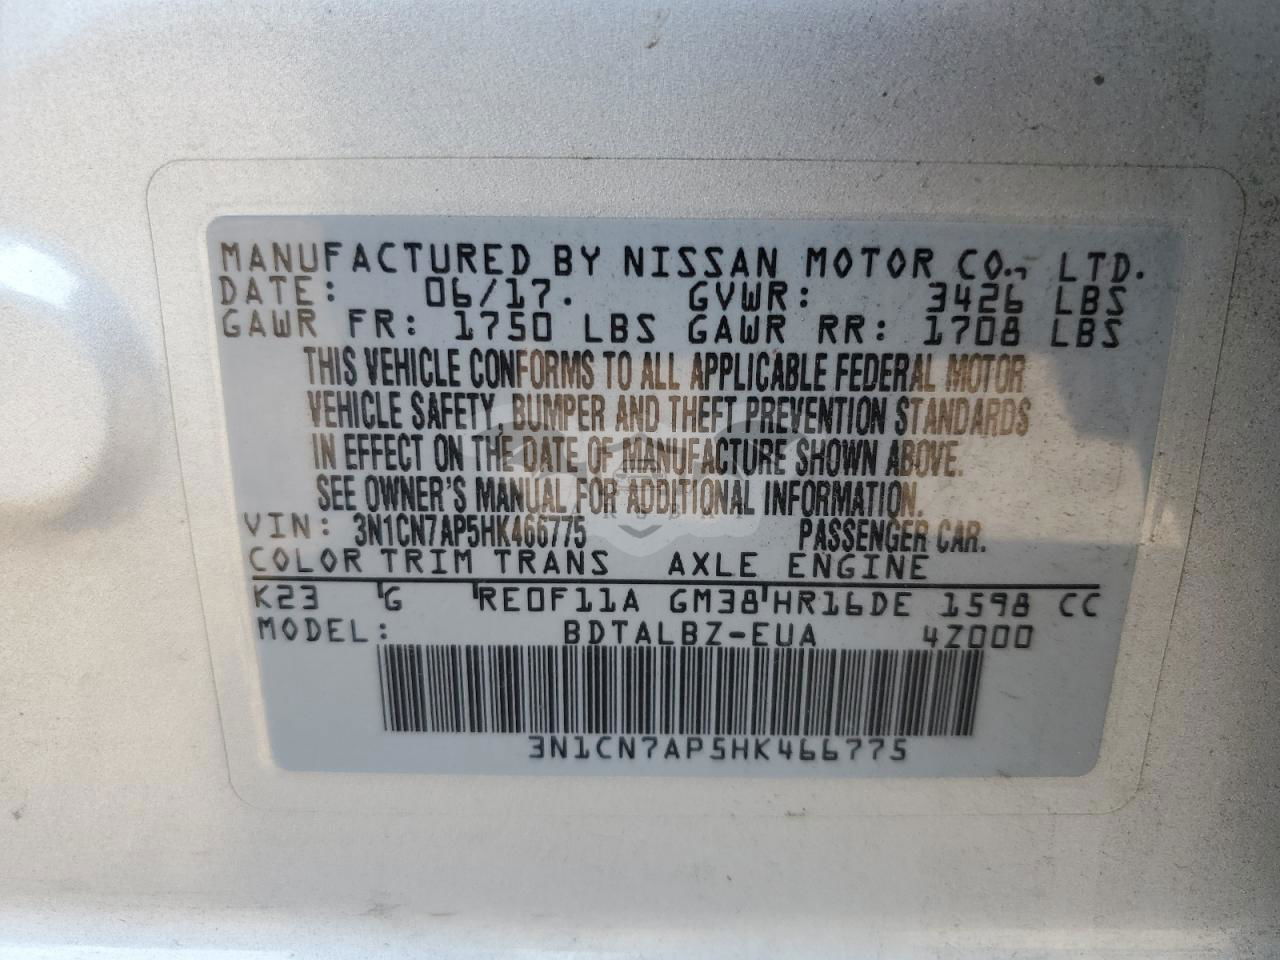 MANUFACTURED BY NISSAN MOTOR CO., LTD.
DATE: 06/17. GVWR: 3426 LBS
GAWR FR: 1750 LBS GAWR RR: 1708 LBS
THIS VEHICLE CONFORMS TO ALL APPLICABLE FEDERAL MOTOR
VEHICLE SAFETY, BUMPER AND THEFT PREVENTION STANDARDS
IN EFFECT ON THE DATE OF MANUFACTURE SHOWN ABOVE.
SEE OWNER'S MANUAL FOR ADDITIONAL INFORMATION.
VIN: 3N1CN7AP5HK466775 PASSENGER CAR.
COLOR TRIM TRANS AXLE ENGINE
K23 G RE0F11A GM38 HR16DE 1598 CC
MODEL: BDTALBZ-EUA 4Z000
3N1CN7AP5HK466775